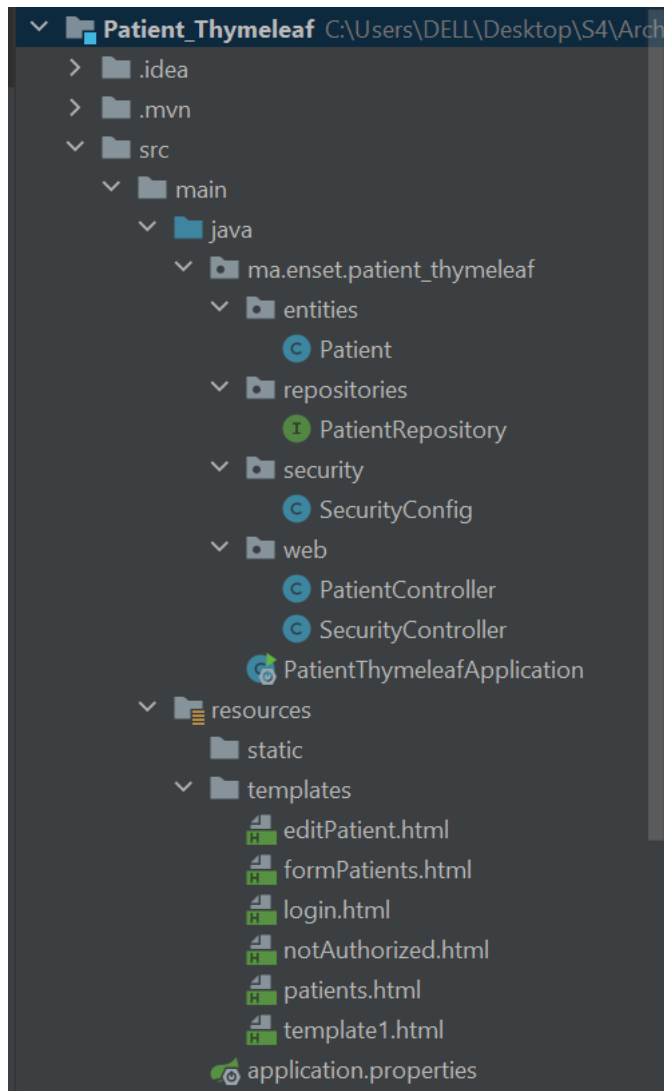 Patient_Thymeleaf C:\Users\DELL\Desktop\S4\Arch
.idea
.mvn
src
main
java
ma.enset.patient_thymeleaf
entities
C Patient
repositories
I PatientRepository
security
C SecurityConfig
web
C PatientController
C SecurityController
PatientThymeleafApplication
resources
static
templates
H editPatient.html
H formPatients.html
H login.html
H notAuthorized.html
H patients.html
H template1.html
application.properties